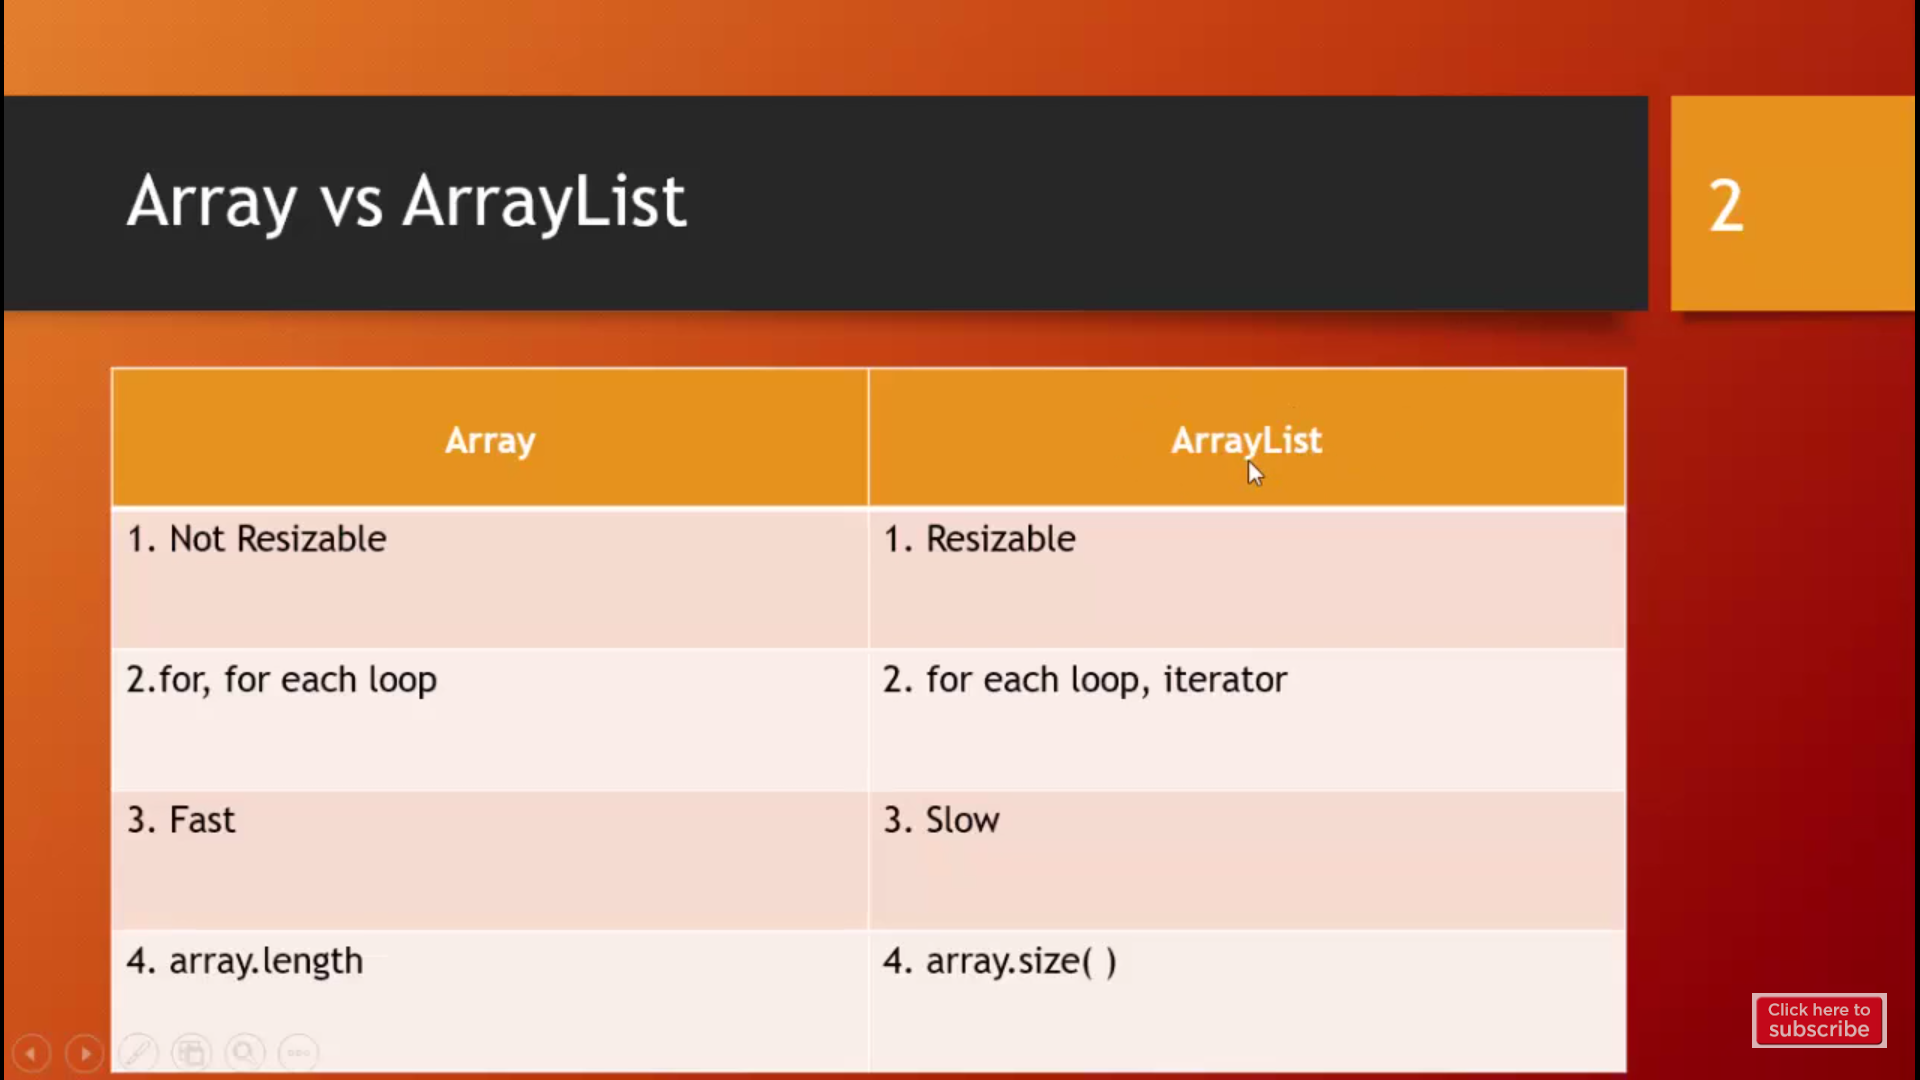 Array vs ArrayList
2
Array
ArrayList
1. Not Resizable
1. Resizable
2.for, for each loop
2. for each loop, iterator
3. Fast
3. Slow
4. array.length
4. array.size( )
Click here to
subscribe